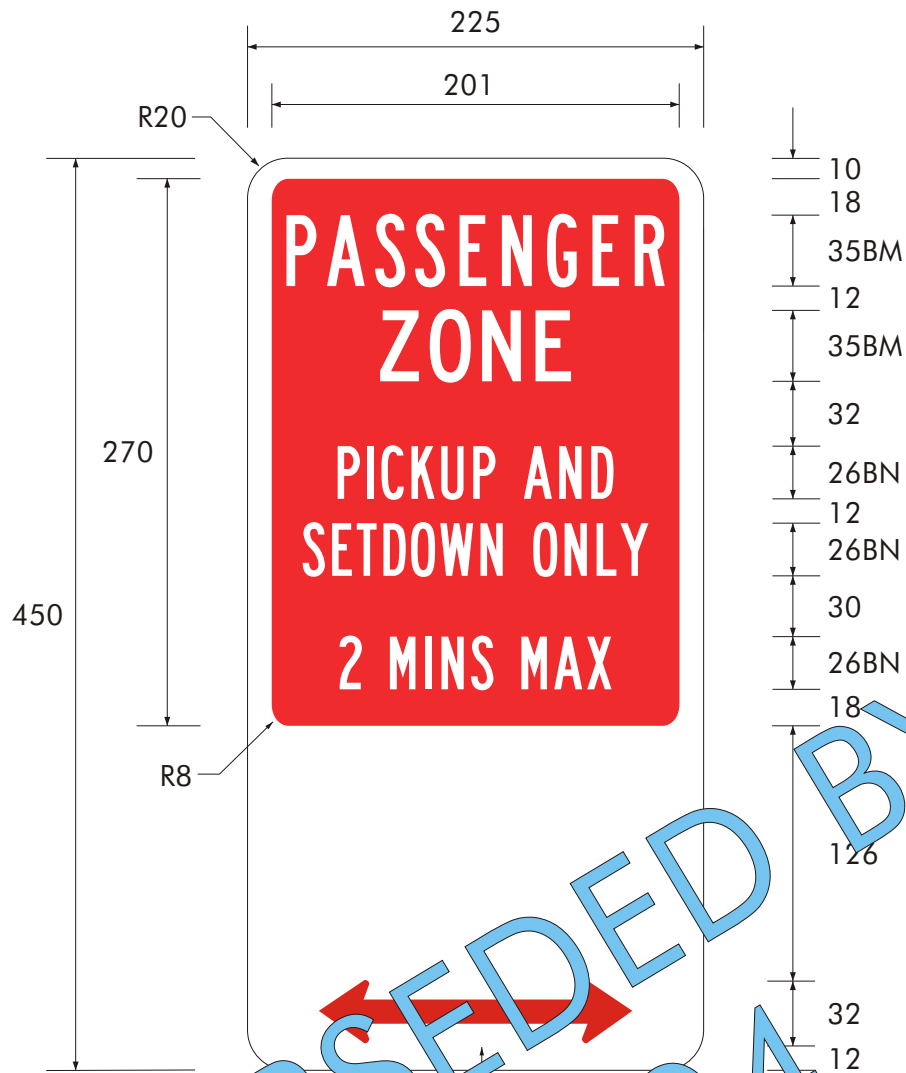 225
201
R20
10
18
35BM
12
35BM
32
26BN
12
26BN
30
26BN
18
126
32
12
270
450
R8
PASSENGER
ZONE
PICKUP AND
SETDOWN ONLY
2 MINS MAX